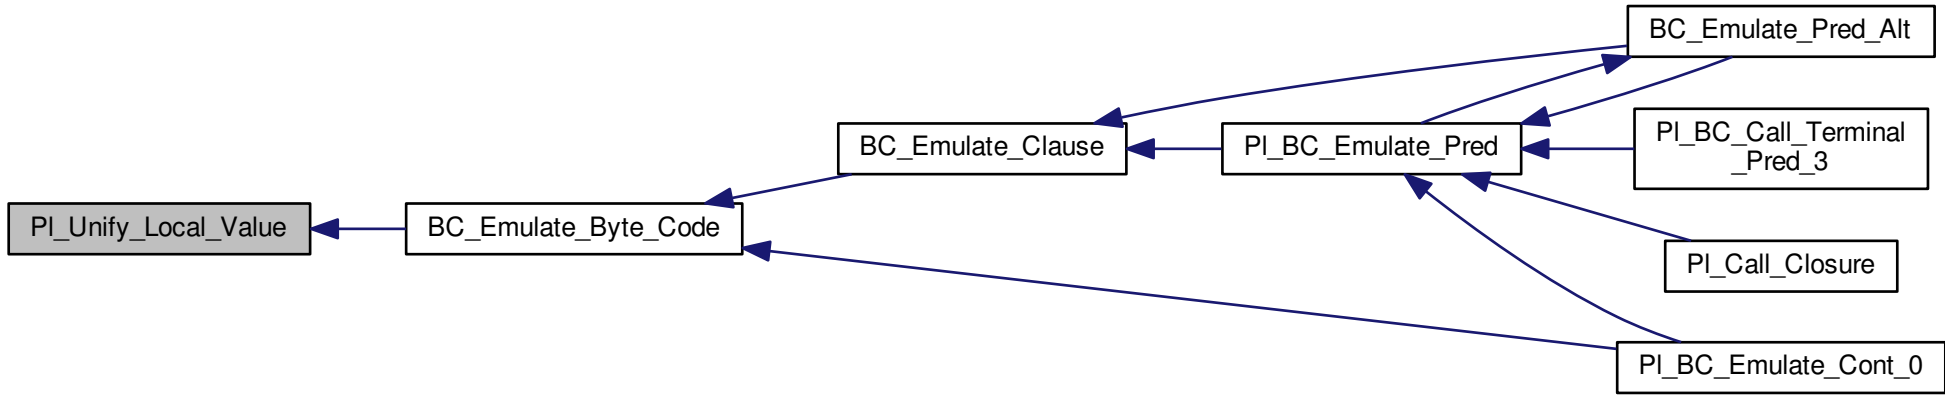 BC_Emulate_Pred_Alt
BC_Emulate_Clause
Pl_BC_Emulate_Pred
Pl_BC_Call_Terminal
_Pred_3
Pl_Unify_Local_Value
BC_Emulate_Byte_Code
Pl_Call_Closure
Pl_BC_Emulate_Cont_0